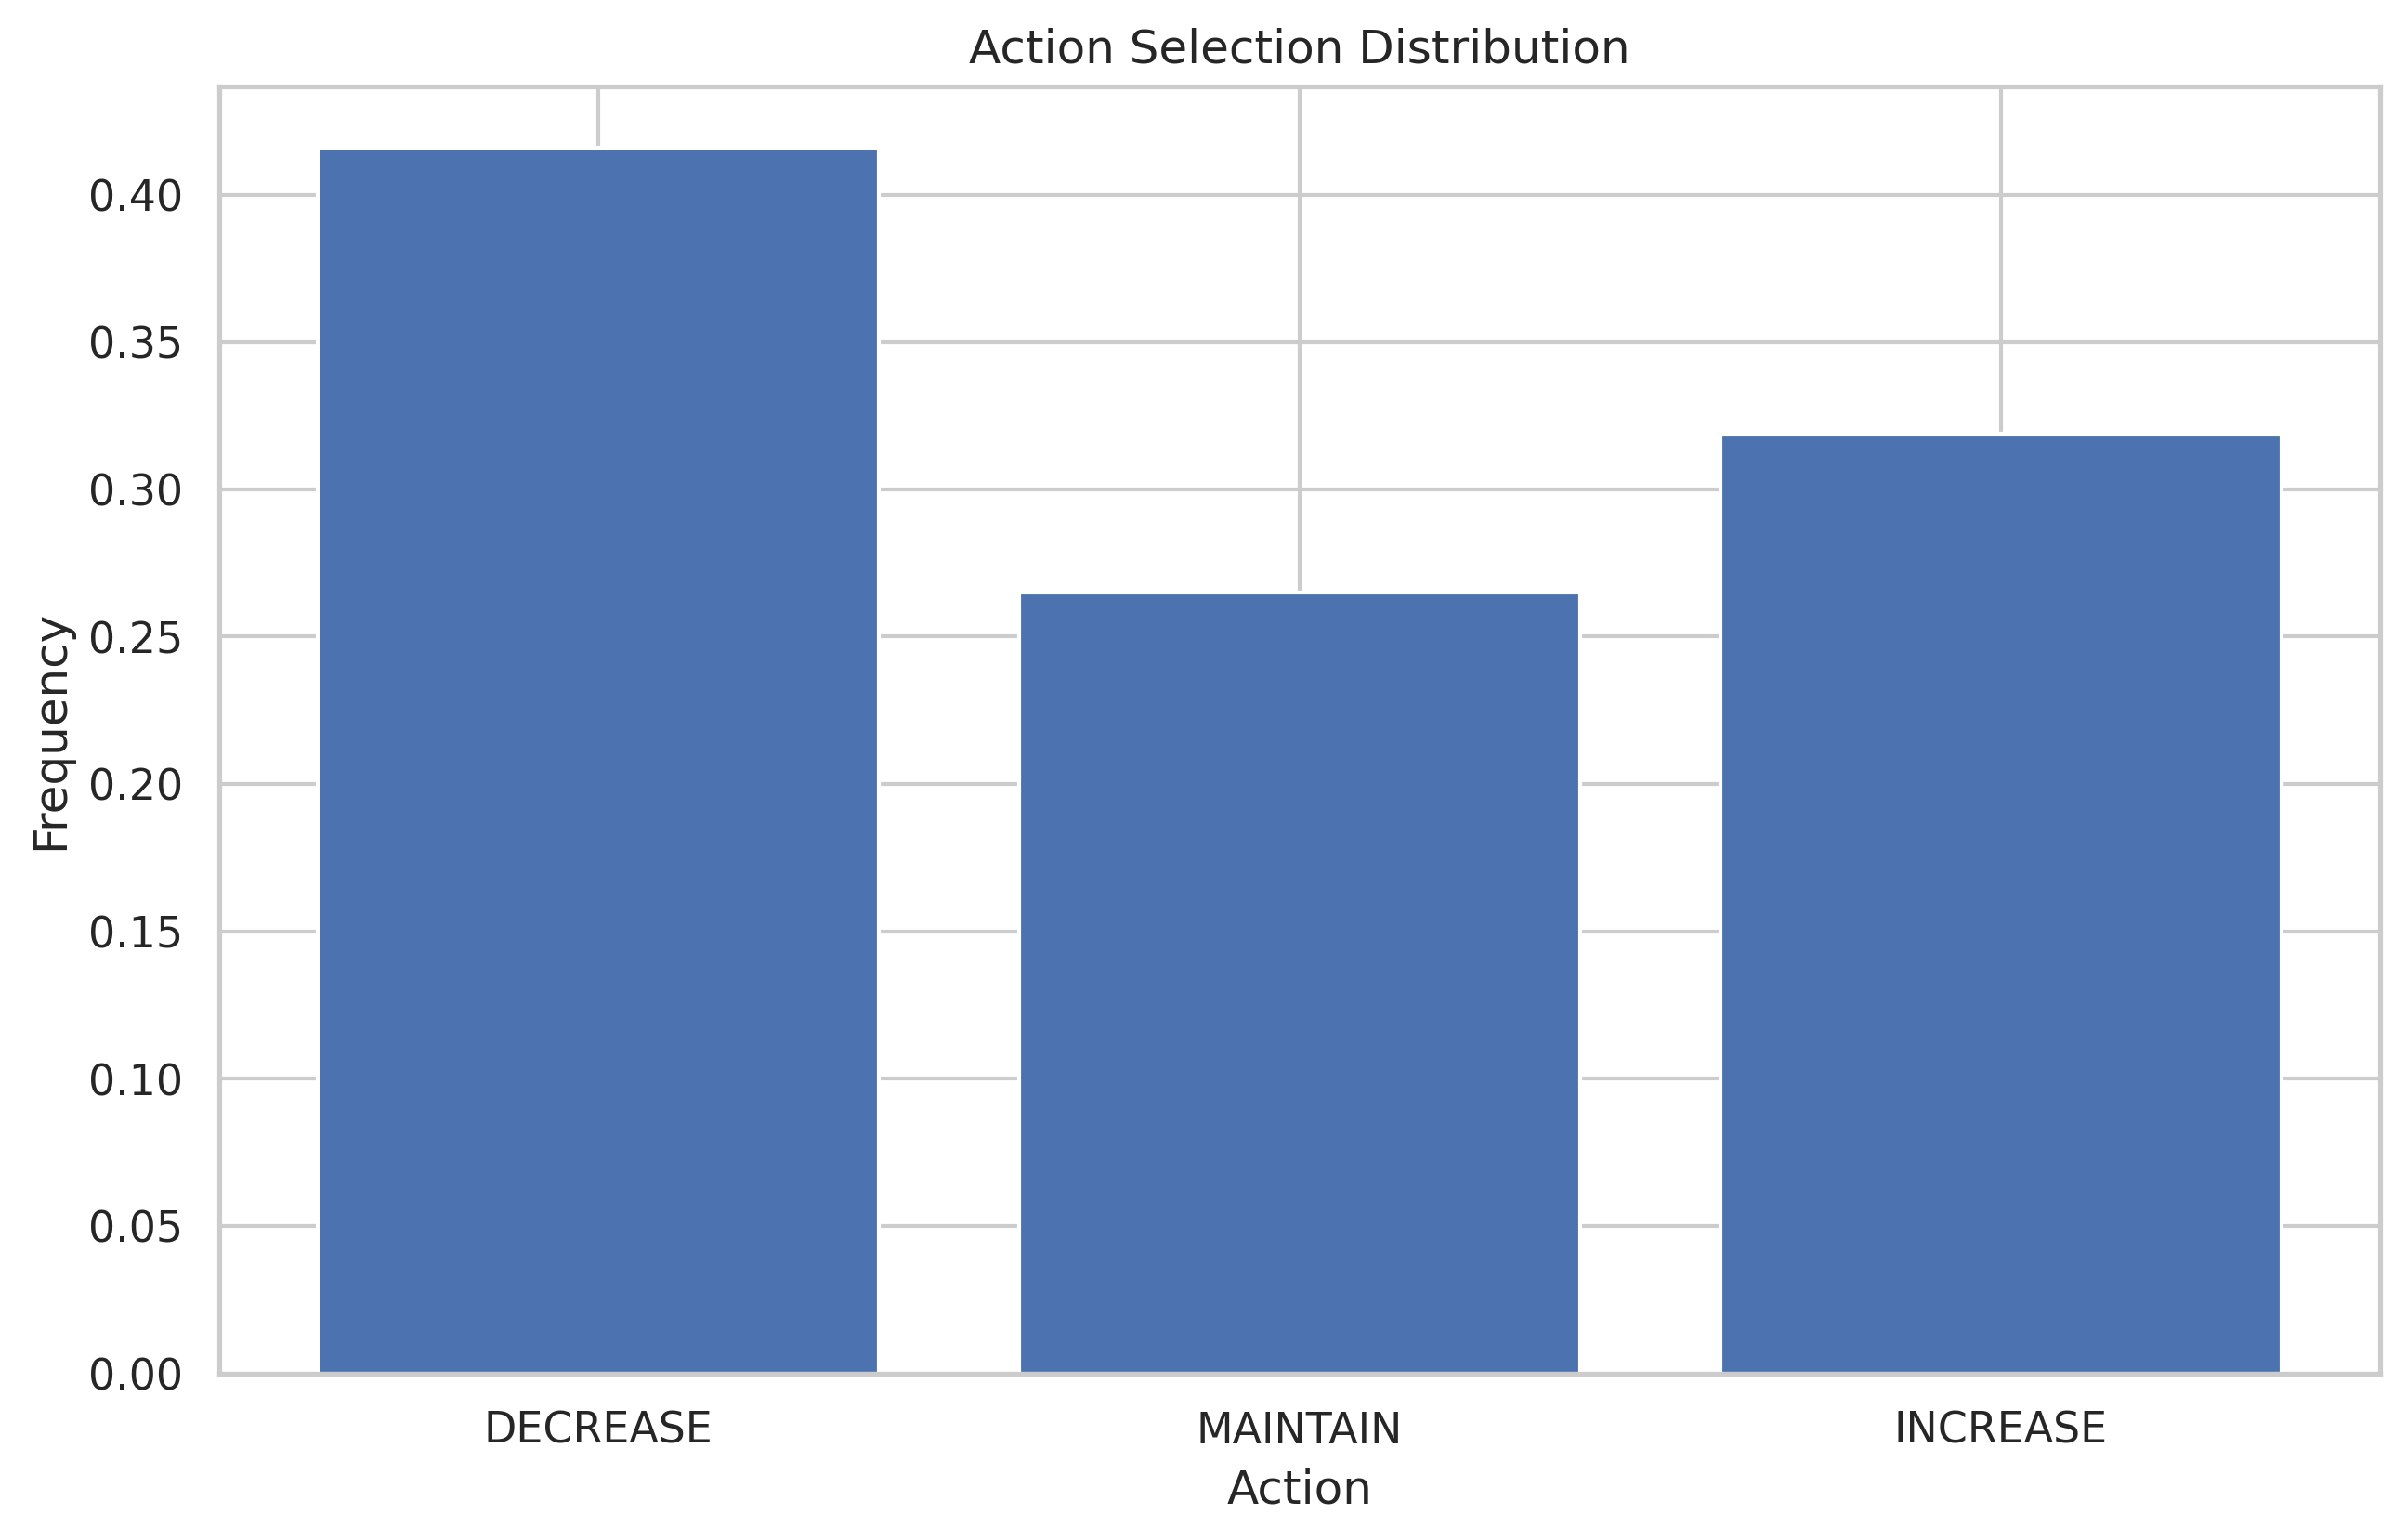 Action Selection Distribution
Frequency
0.40
0.35
0.30
0.25
0.20
0.15
0.10
0.05
0.00
DECREASE
MAINTAIN
INCREASE
Action